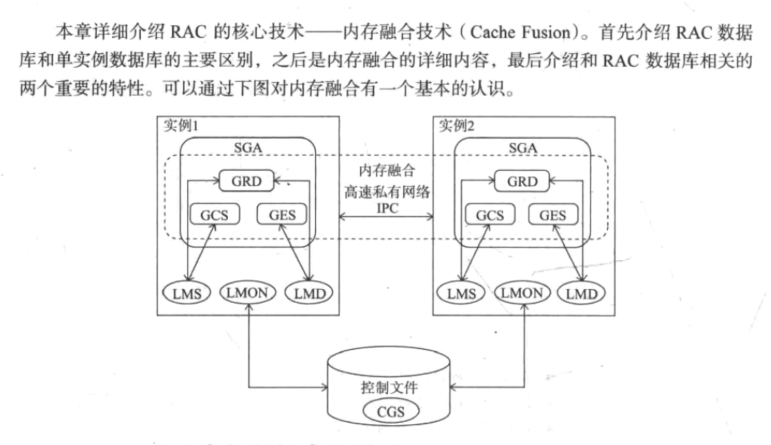 本章详细介绍 RAC 的核心技术——内存融合技术（Cache Fusion）。首先介绍 RAC 数据
库和单实例数据库的主要区别，之后是内存融合的详细内容，最后介绍和 RAC 数据库相关的
两个重要的特性。可以通过下图对内存融合有一个基本的认识。
实例1
SGA
GRD
GCS
GES
LMS
LMON
LMD
内存融合
高速私有网络
IPC
实例2
SGA
GRD
GCS
GES
LMS
LMON
LMD
控制文件
CGS